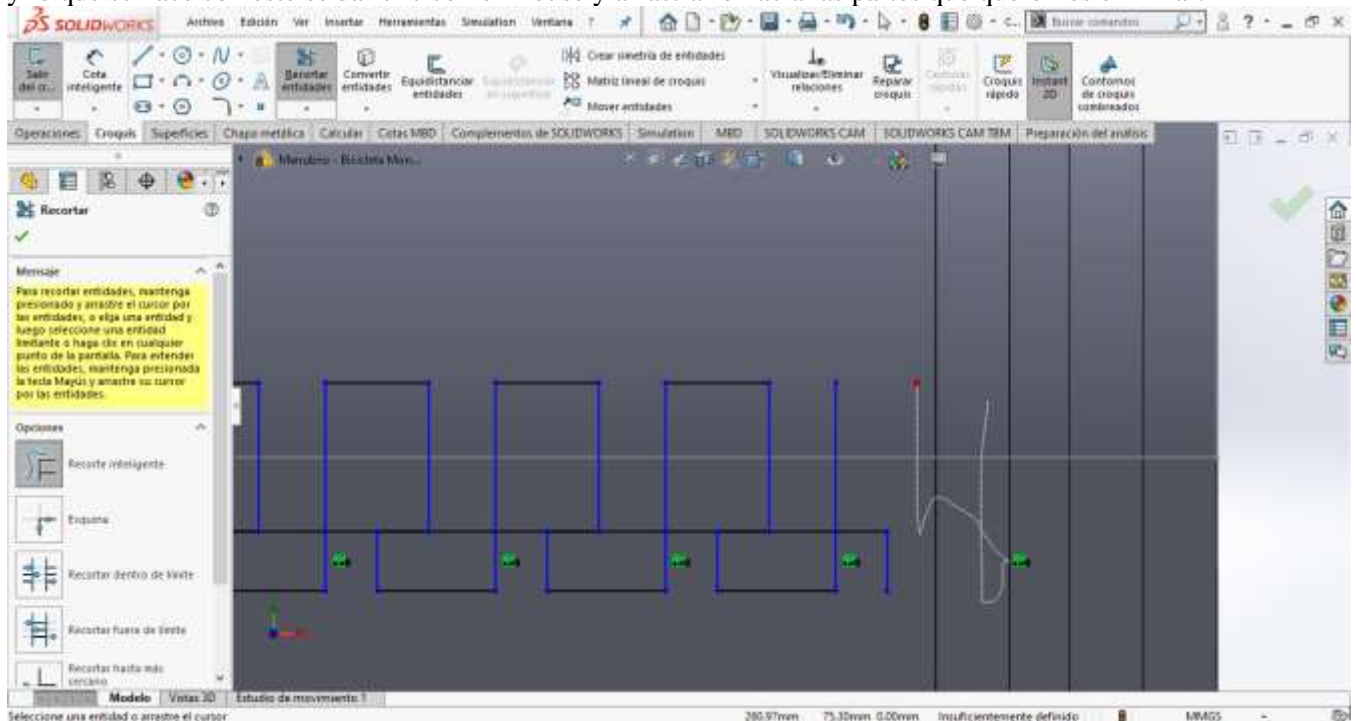 SOLIDWORKS Archivo Edición Ver Insertar Herramientas Simulation Ventana ?
Buscar comandos
Salir del cr...
Cota inteligente
Recortar entidades
Convertir entidades
Equidistanciar entidades
Crear simetría de entidades
Matriz lineal de croquis
Mover entidades
Visualizar/Eliminar relaciones
Reparar croquis
Croquis rápido
Instant 2D
Contornos de croquis sombreados
Operaciones Croquis Superficies Chapa metálica Calcular Cotas MBD Complementos de SOLIDWORKS Simulation MBD SOLIDWORKS CAM SOLIDWORKS CAM TBM Preparación del análisis
Recortar
Mensaje
Para recortar entidades, mantenga
presionado y arrastre el cursor por
las entidades, o elija una entidad y
luego seleccione una entidad
limitante o haga clic en cualquier
punto de la pantalla. Para extender
las entidades, mantenga presionada
la tecla Mayús y arrastre su cursor
por las entidades.
Opciones
Recorte inteligente
Esquina
Recortar dentro de límite
Recortar fuera de límite
Recortar hasta más
cercano
Modelo Vistas 3D Estudio de movimiento 1
Seleccione una entidad o arrastre el cursor
260.97mm 75.30mm 0.00mm Insuficientemente definido MMGS